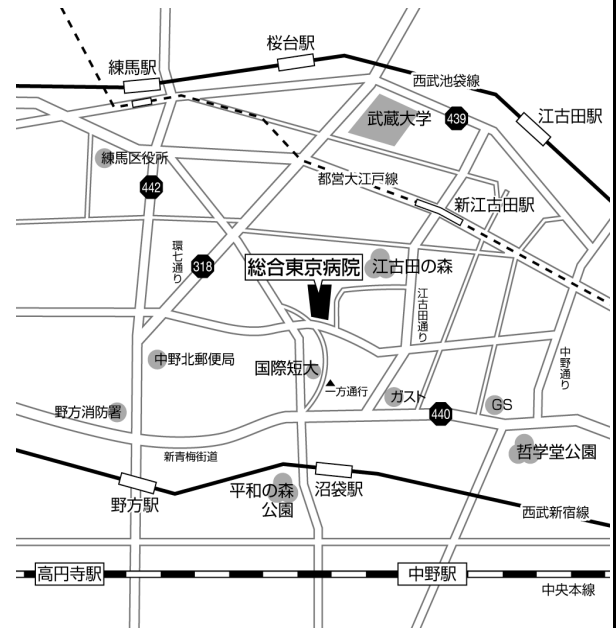 桜台駅
練馬駅
西武池袋線
江古田駅
武蔵大学
439
練馬区役所
都営大江戸線
442
新江古田駅
環七通り
318
総合東京病院
江古田の森
江古田通り
中野北郵便局
国際短大
中野通り
一方通行
ガスト
GS
野方消防署
440
新青梅街道
哲学堂公園
野方駅
平和の森
公園
沼袋駅
西武新宿線
高円寺駅
中野駅
中央本線